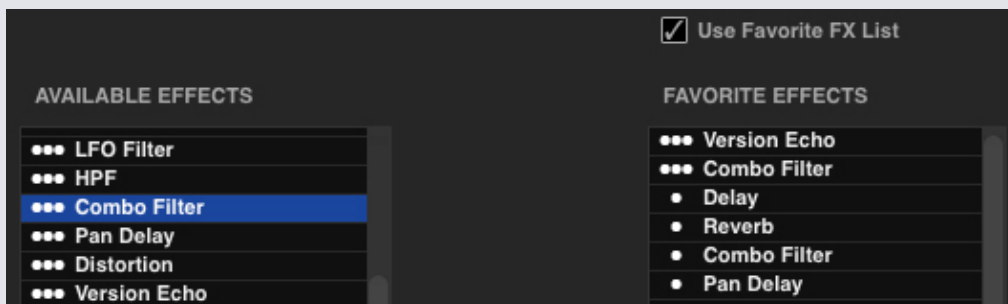 Use Favorite FX List
AVAILABLE EFFECTS
LFO Filter
HPF
Combo Filter
Pan Delay
Distortion
Version Echo
FAVORITE EFFECTS
Version Echo
Combo Filter
Delay
Reverb
Combo Filter
Pan Delay